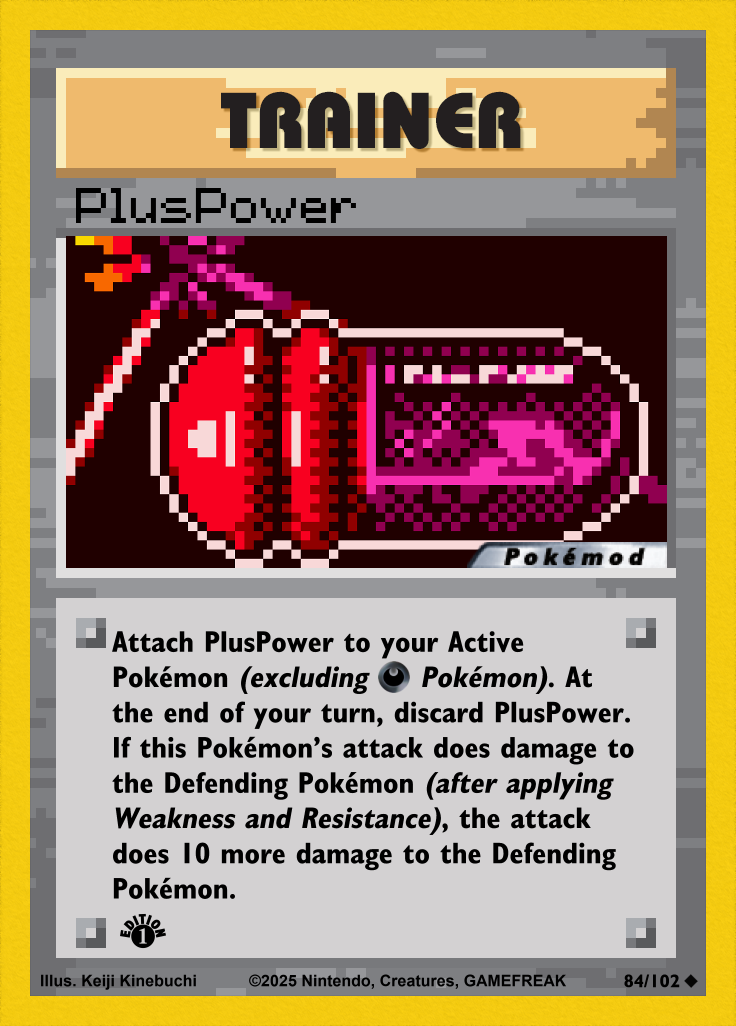 TRAINER
PlusPower
Pokémod
Attach PlusPower to your Active
Pokémon (excluding Pokémon). At
the end of your turn, discard PlusPower.
If this Pokémon's attack does damage to
the Defending Pokémon (after applying
Weakness and Resistance), the attack
does 10 more damage to the Defending
Pokémon.
EDITION 1
Illus. Keiji Kinebuchi ©2025 Nintendo, Creatures, GAMEFREAK 84/102